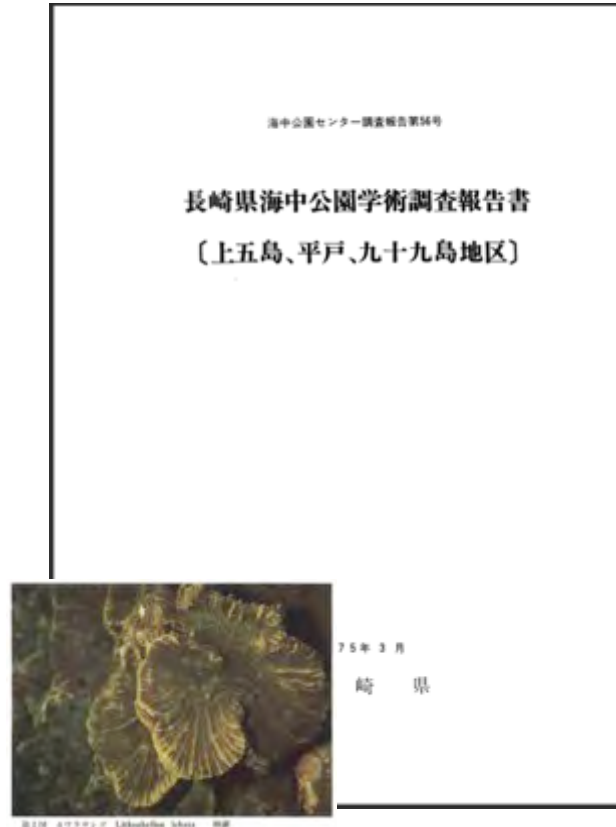 海中公園センター調査報告第56号
長崎県海中公園学術調査報告書
〔上五島、平戸、九十九島地区〕
75年 3 月
崎 県